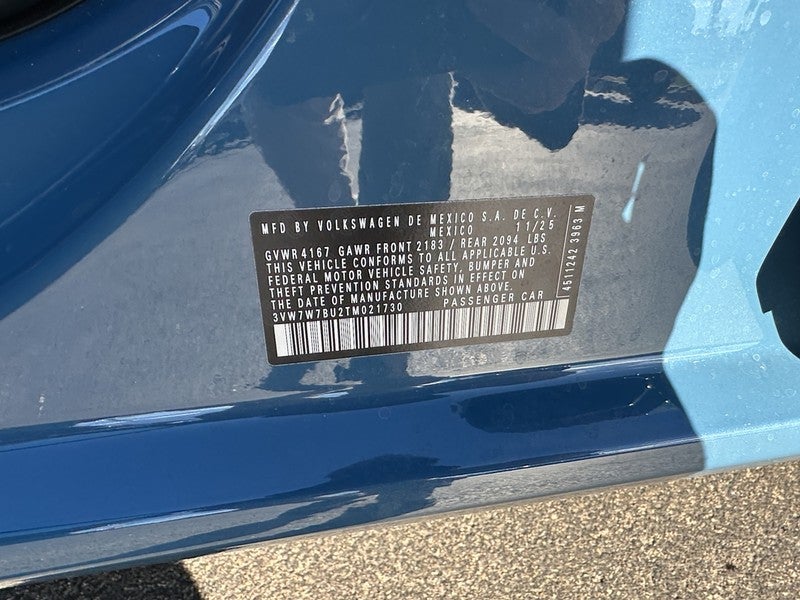 MFD BY VOLKSWAGEN DE MEXICO S.A. DE C.V.
MEXICO 11/25
GVWR 4167 GAWR FRONT 2183 / REAR 2094 LBS
THIS VEHICLE CONFORMS TO ALL APPLICABLE U.S.
FEDERAL MOTOR VEHICLE SAFETY, BUMPER AND
THEFT PREVENTION STANDARDS IN EFFECT ON
THE DATE OF MANUFACTURE SHOWN ABOVE.
3VW7W7BU2TM021730 PASSENGER CAR
4511242 3963 M